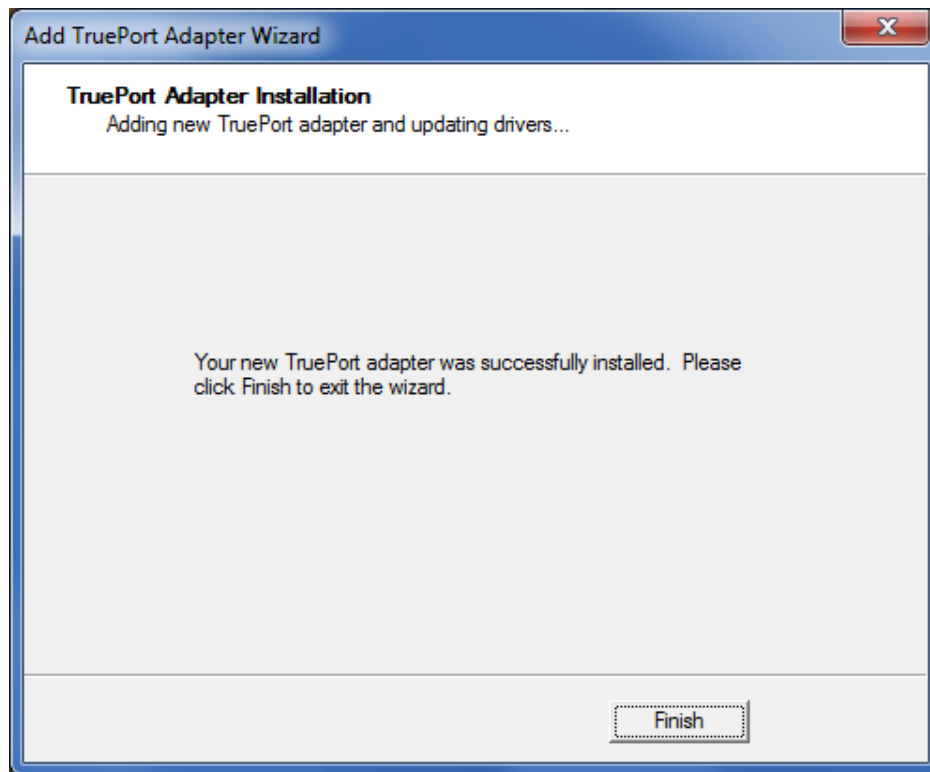 Add TruePort Adapter Wizard
TruePort Adapter Installation
Adding new TruePort adapter and updating drivers...
Your new TruePort adapter was successfully installed.  Please
click Finish to exit the wizard.
Finish